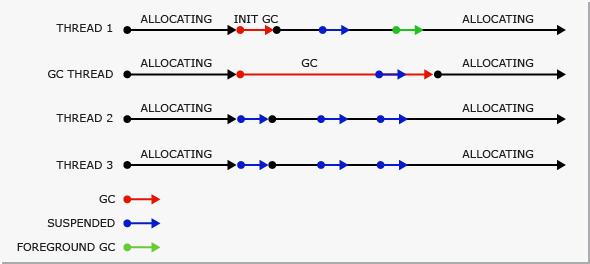 ALLOCATING INIT GC ALLOCATING
THREAD 1
ALLOCATING GC ALLOCATING
GC THREAD
ALLOCATING ALLOCATING
THREAD 2
ALLOCATING ALLOCATING
THREAD 3
GC
SUSPENDED
FOREGROUND GC